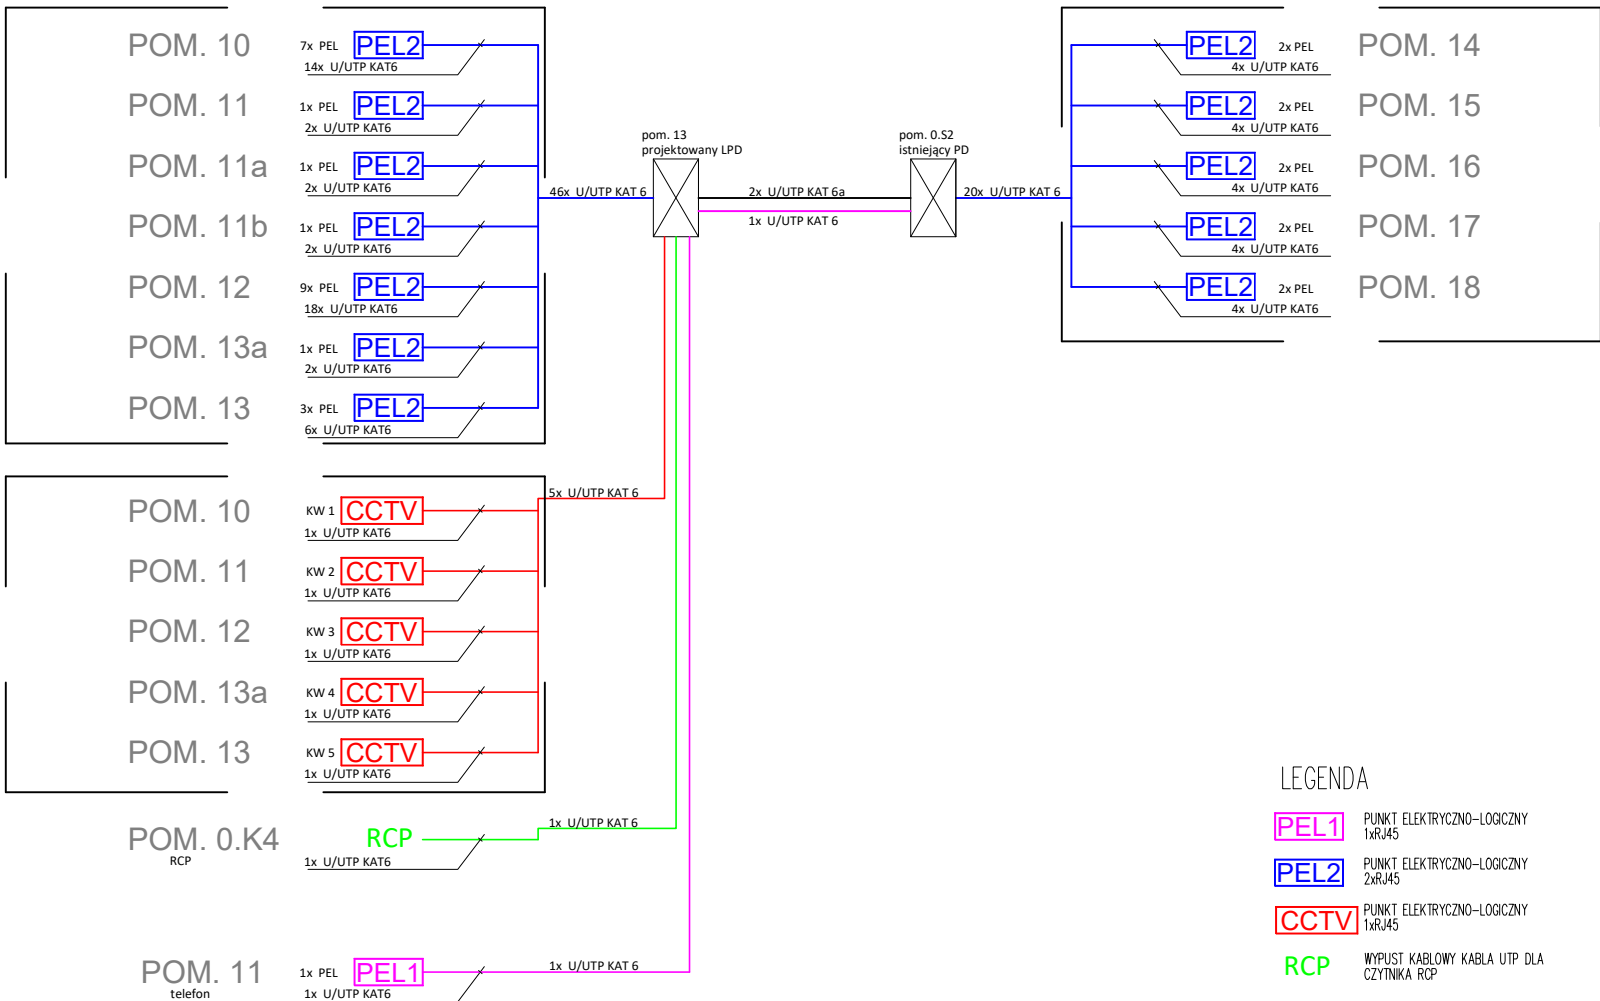 POM. 10
7x PEL
PEL2
14x U/UTP KAT6
POM. 11
1x PEL
PEL2
2x U/UTP KAT6
POM. 11a
1x PEL
PEL2
2x U/UTP KAT6
POM. 11b
1x PEL
PEL2
2x U/UTP KAT6
POM. 12
9x PEL
PEL2
18x U/UTP KAT6
POM. 13a
1x PEL
PEL2
2x U/UTP KAT6
POM. 13
3x PEL
PEL2
6x U/UTP KAT6
46x U/UTP KAT 6
pom. 13
projektowany LPD
2x U/UTP KAT 6a
1x U/UTP KAT 6
pom. 0.S2
istniejący PD
20x U/UTP KAT 6
PEL2
2x PEL
4x U/UTP KAT6
POM. 14
PEL2
2x PEL
4x U/UTP KAT6
POM. 15
PEL2
2x PEL
4x U/UTP KAT6
POM. 16
PEL2
2x PEL
4x U/UTP KAT6
POM. 17
PEL2
2x PEL
4x U/UTP KAT6
POM. 18
5x U/UTP KAT 6
POM. 10
KW 1
CCTV
1x U/UTP KAT6
POM. 11
KW 2
CCTV
1x U/UTP KAT6
POM. 12
KW 3
CCTV
1x U/UTP KAT6
POM. 13a
KW 4
CCTV
1x U/UTP KAT6
POM. 13
KW 5
CCTV
1x U/UTP KAT6
POM. 0.K4
RCP
RCP
1x U/UTP KAT6
1x U/UTP KAT 6
POM. 11
telefon
1x PEL
PEL1
1x U/UTP KAT6
1x U/UTP KAT 6
LEGENDA
PEL1
PUNKT ELEKTRYCZNO-LOGICZNY
1xRJ45
PEL2
PUNKT ELEKTRYCZNO-LOGICZNY
2xRJ45
CCTV
PUNKT ELEKTRYCZNO-LOGICZNY
1xRJ45
RCP
WYPUST KABLOWY KABLA UTP DLA
CZYTNIKA RCP